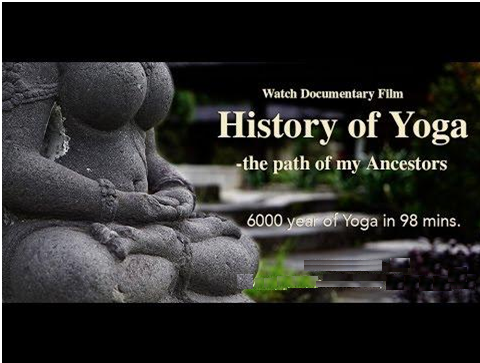 Watch Documentary Film
History of Yoga
-the path of my Ancestors
6000 year of Yoga in 98 mins.